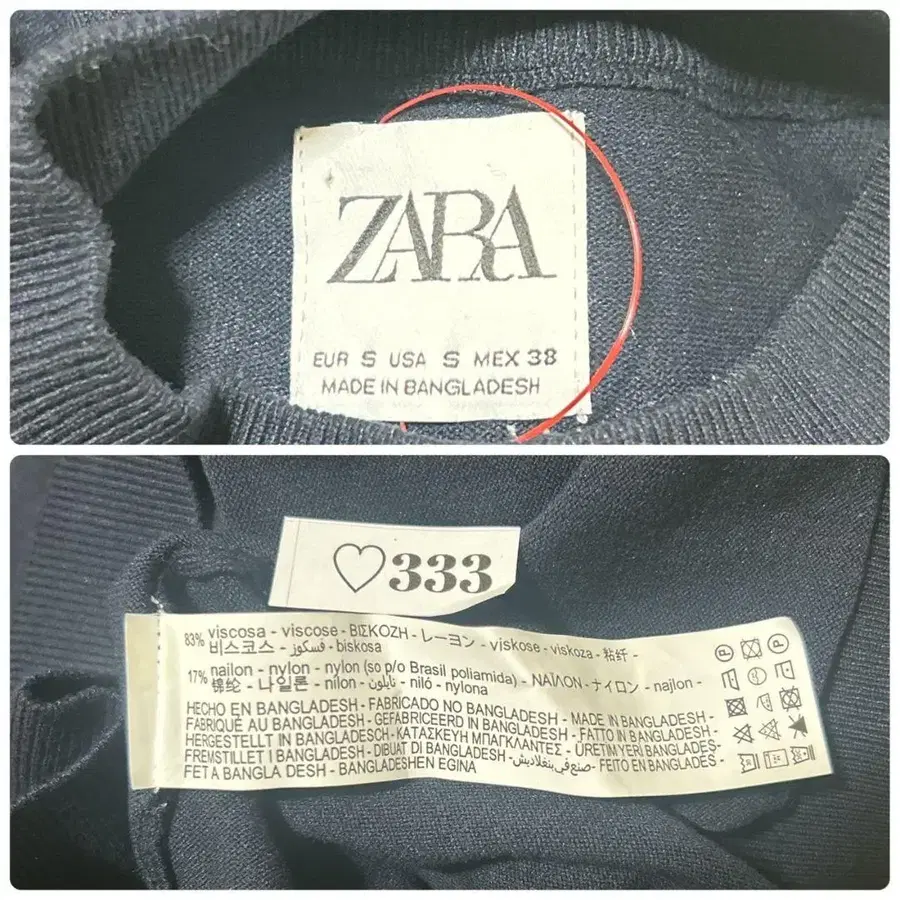 ZARA
EUR S USA S MEX 38
MADE IN BANGLADESH
♡333
83% viscosa - viscose - ΒΙΣΚΟΖΗ - レーヨン - viskose - viskoza - 粘纤 -
비스코스 - فسكوز - biskosa
17% nailon - nylon - nylon (so p/o Brasil poliamida) - ΝΑΪΛΟΝ - ナイロン - najlon -
锦纶 - 나일론 - nilon - نايلون - niló - nylona
HECHO EN BANGLADESH - FABRICADO NO BANGLADESH - MADE IN BANGLADESH -
FABRIQUÉ AU BANGLADESH - GEFABRICEERD IN BANGLADESH - FATTO IN BANGLADESH -
HERGESTELLT IN BANGLADESCH - ΚΑΤΑΣΚΕΥΗ ΜΠΑΓΚΛΑΝΤΕΣ - ÜRETİM YERİ BANGLADEŞ -
FREMSTILLET I BANGLADESH - DIBUAT DI BANGLADESH - صنع في بنغلاديش - FEITO EN BANGLADÉS -
FET A BANGLA DESH - BANGLADESHEN EGINA